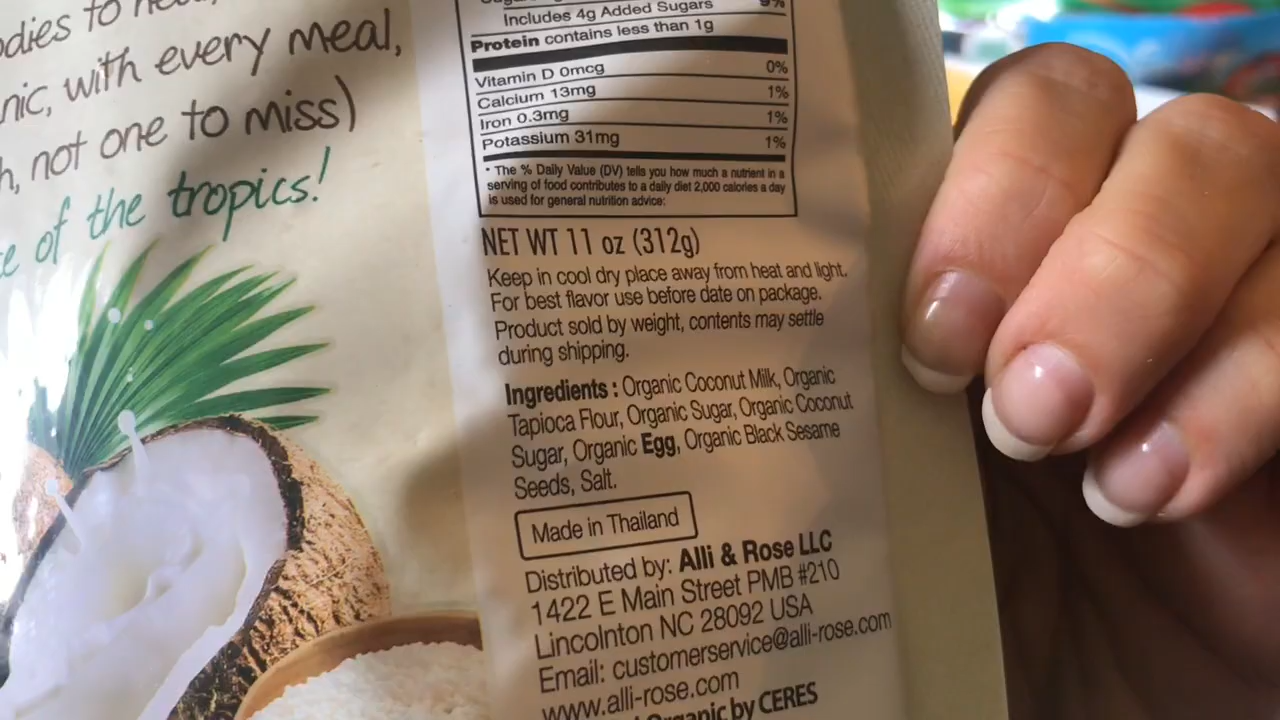 with every meal,
not one to miss)
of the tropics!
Includes 4g Added Sugars 9%
Protein contains less than 1g
Vitamin D 0mcg 0%
Calcium 13mg 1%
Iron 0.3mg 1%
Potassium 31mg 1%
* The % Daily Value (DV) tells you how much a nutrient in a
serving of food contributes to a daily diet 2,000 calories a day
is used for general nutrition advice:
NET WT 11 oz (312g)
Keep in cool dry place away from heat and light.
For best flavor use before date on package.
Product sold by weight, contents may settle
during shipping.
Ingredients : Organic Coconut Milk, Organic
Tapioca Flour, Organic Sugar, Organic Coconut
Sugar, Organic Egg, Organic Black Sesame
Seeds, Salt.
Made in Thailand
Distributed by: Alli & Rose LLC
1422 E Main Street PMB #210
Lincolnton NC 28092 USA
Email: customerservice@alli-rose.com
www.alli-rose.com
Organic by CERES